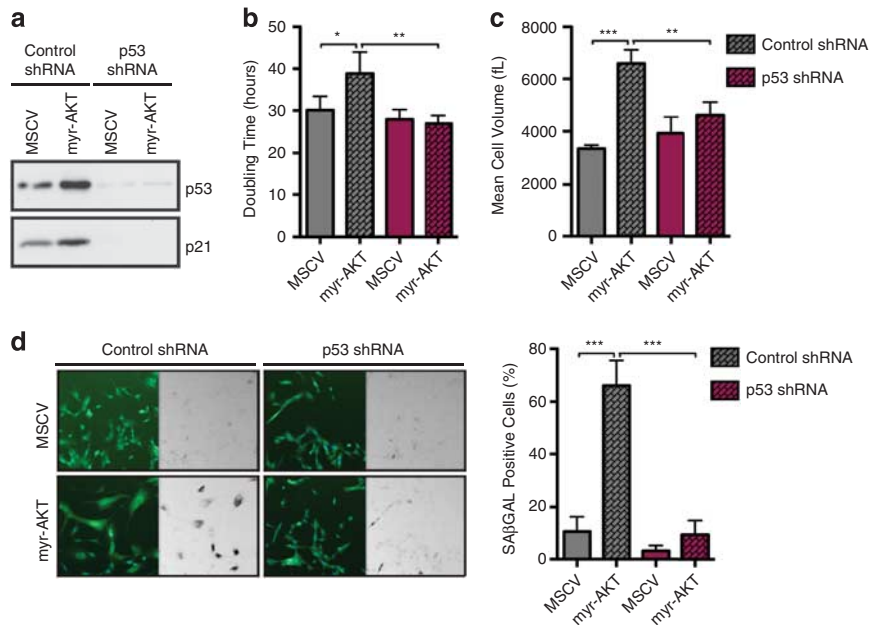 a
Control shRNA
p53 shRNA
MSCV
myr-AKT
MSCV
myr-AKT
p53
p21
b
Doubling Time (hours)
50
40
30
20
10
0
*
**
MSCV
myr-AKT
MSCV
myr-AKT
c
Mean Cell Volume (fL)
8000
6000
4000
2000
0
***
**
MSCV
myr-AKT
MSCV
myr-AKT
Control shRNA
p53 shRNA
d
Control shRNA
p53 shRNA
MSCV
myr-AKT
SAβGAL Positive Cells (%)
80
60
40
20
0
***
***
MSCV
myr-AKT
MSCV
myr-AKT
Control shRNA
p53 shRNA